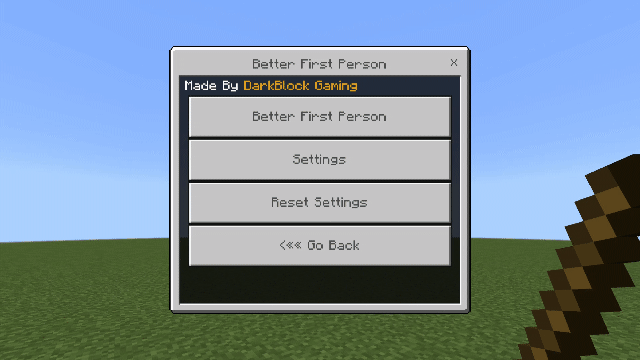 Better First Person
Made By DarkBlock Gaming
Better First Person
Settings
Reset Settings
<<< Go Back